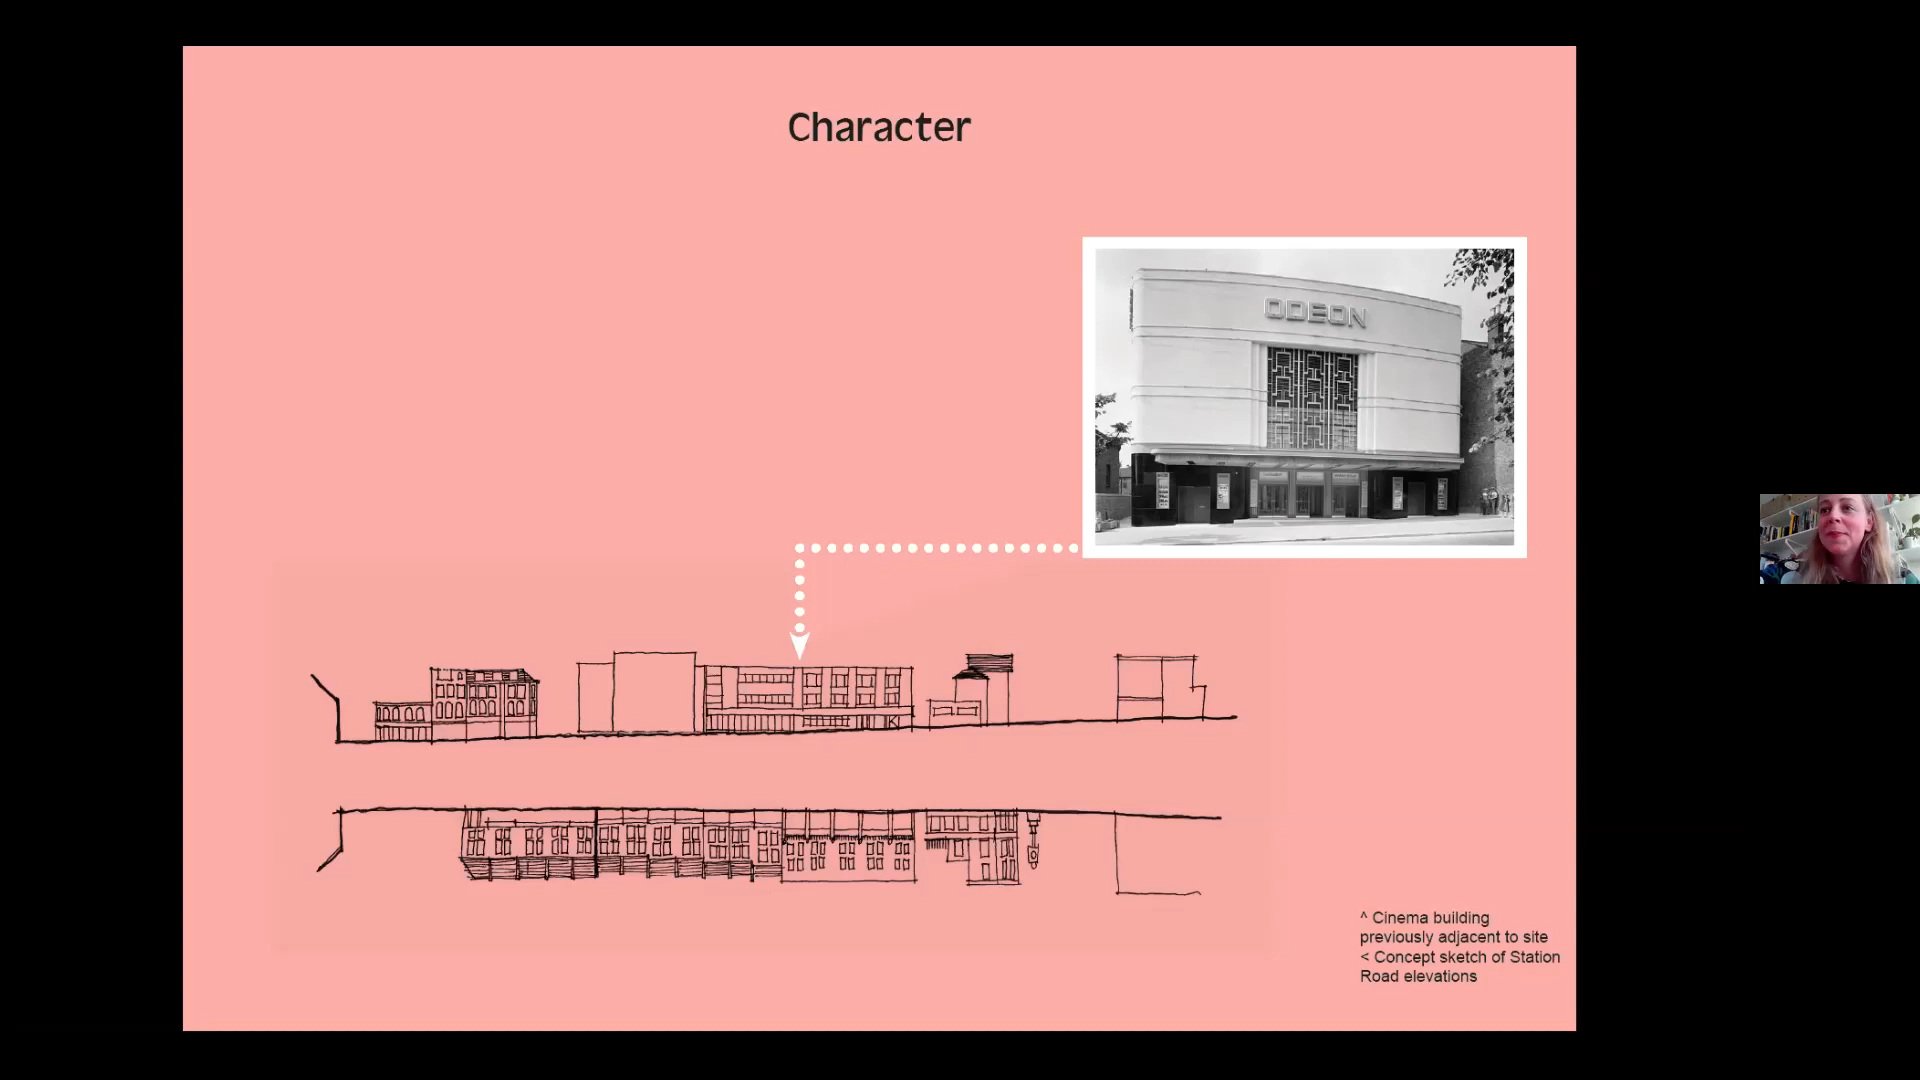 Character
ODEON
^ Cinema building
previously adjacent to site
< Concept sketch of Station
Road elevations